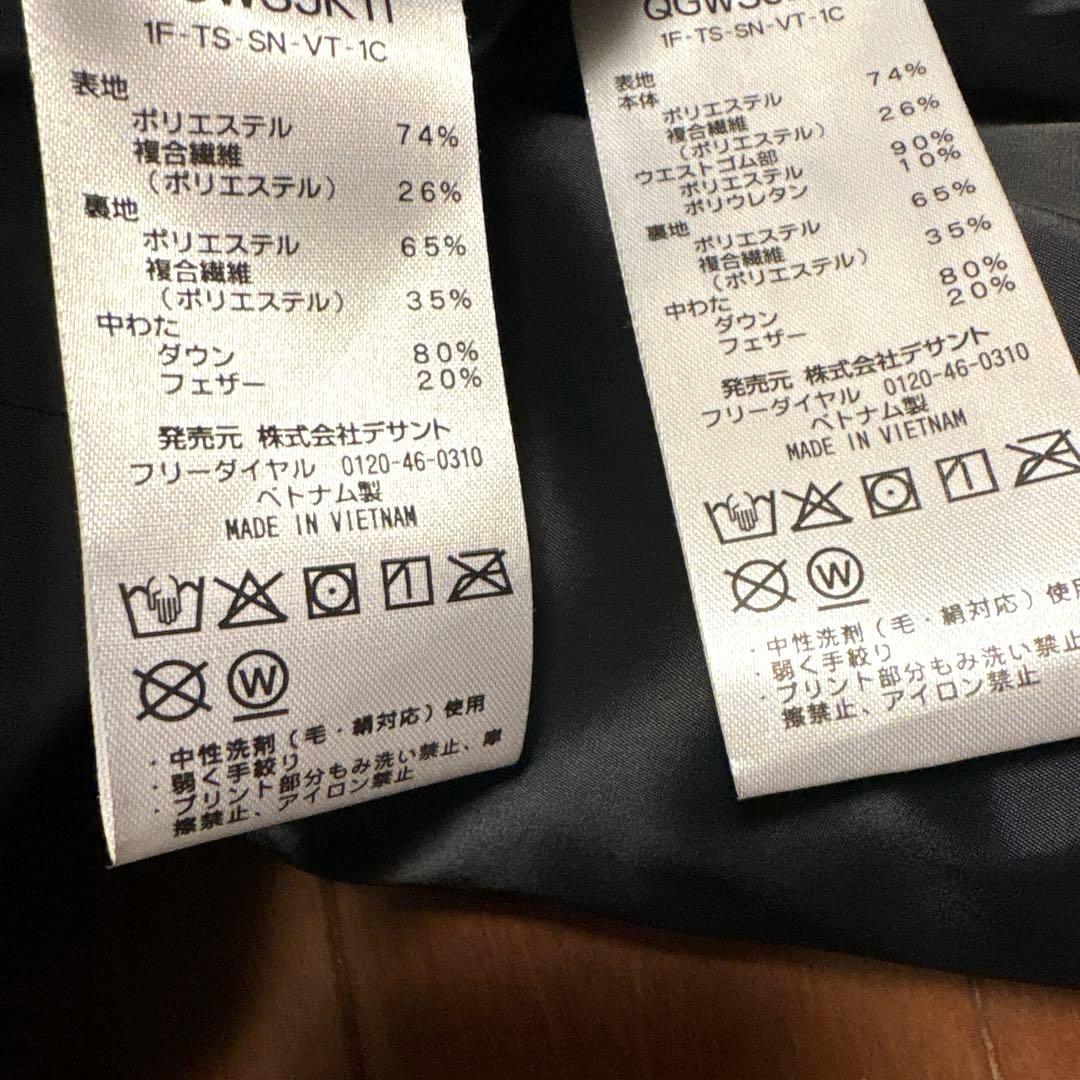 1F-TS-SN-VT-1C
表地
ポリエステル 74%
複合繊維
(ポリエステル) 26%
裏地
ポリエステル 65%
複合繊維
(ポリエステル) 35%
中わた
ダウン 80%
フェザー 20%
発売元 株式会社デサント
フリーダイヤル 0120-46-0310
ベトナム製
MADE IN VIETNAM
W
・中性洗剤(毛・絹対応)使用
・弱く手絞り
・プリント部分もみ洗い禁止、摩
擦禁止、アイロン禁止
1F-TS-SN-VT-1C
表地
本体
ポリエステル 74%
複合繊維
(ポリエステル) 26%
ウエストゴム部
ポリエステル 90%
ポリウレタン 10%
裏地
ポリエステル 65%
複合繊維
(ポリエステル) 35%
中わた
ダウン 80%
フェザー 20%
発売元 株式会社デサント
フリーダイヤル 0120-46-0310
ベトナム製
MADE IN VIETNAM
W
・中性洗剤(毛・絹対応)使
・弱く手絞り
・プリント部分もみ洗い禁止
擦禁止、アイロン禁止